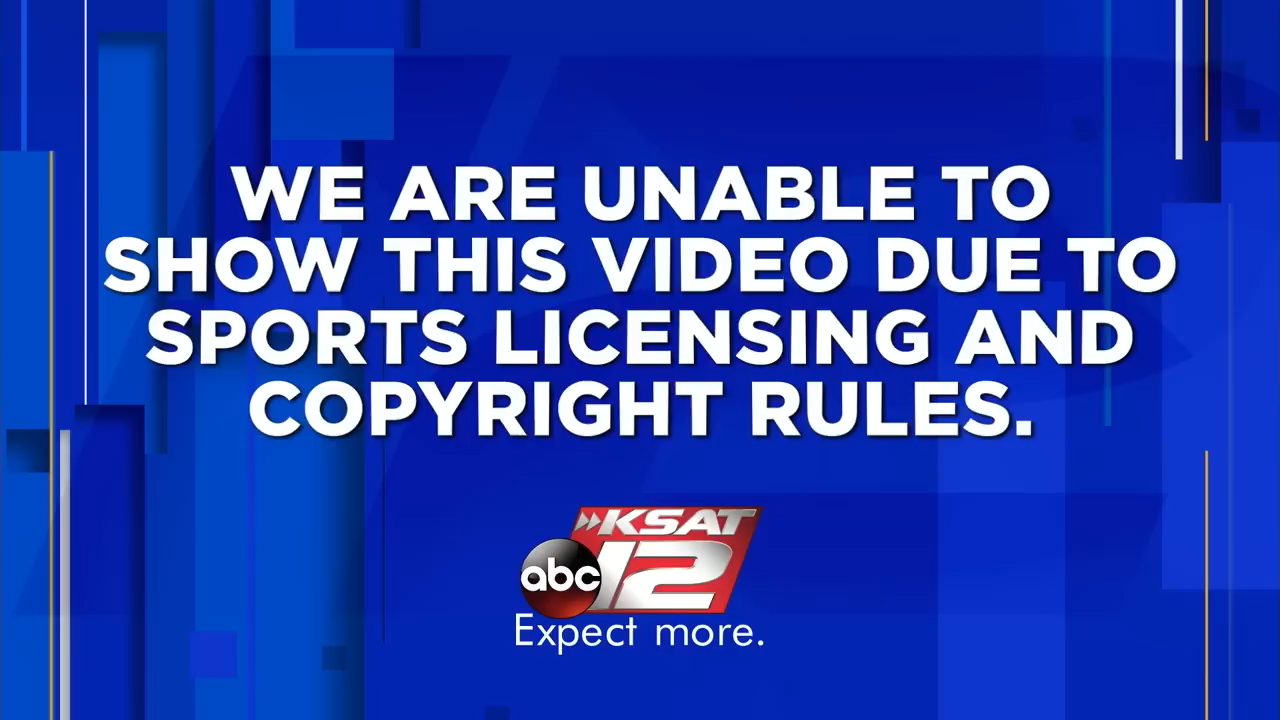 WE ARE UNABLE TO
SHOW THIS VIDEO DUE TO
SPORTS LICENSING AND
COPYRIGHT RULES.
KSAT
abc 12
Expect more.